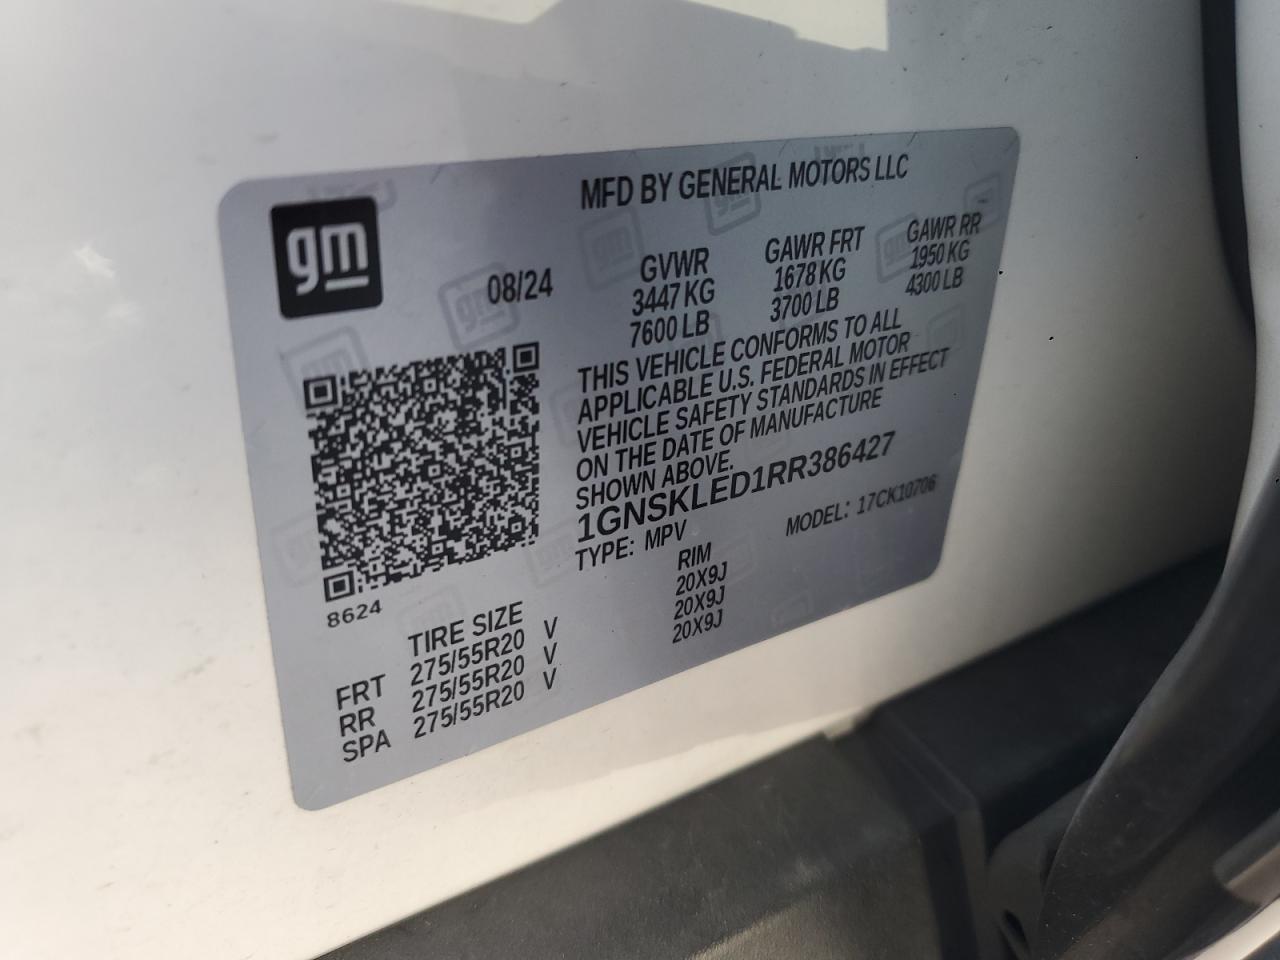 MFD BY GENERAL MOTORS LLC
gm
08/24
GVWR GAWR FRT GAWR RR
3447 KG 1678 KG 1950 KG
7600 LB 3700 LB 4300 LB
THIS VEHICLE CONFORMS TO ALL
APPLICABLE U.S. FEDERAL MOTOR
VEHICLE SAFETY STANDARDS IN EFFECT
ON THE DATE OF MANUFACTURE
SHOWN ABOVE.
1GNSKLED1RR386427
TYPE: MPV MODEL: 17CK10706
8624
TIRE SIZE RIM
FRT 275/55R20 V 20X9J
RR 275/55R20 V 20X9J
SPA 275/55R20 V 20X9J